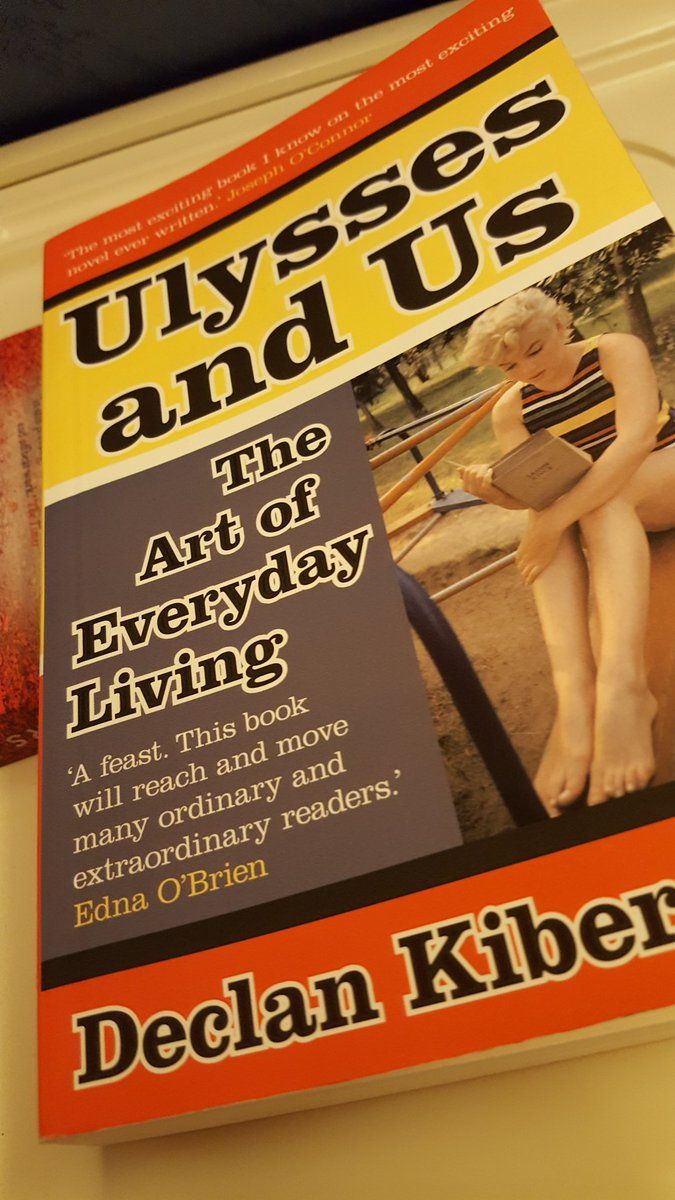 'The most exciting book I know on the most exciting
novel ever written.' Joseph O'Connor
Ulysses
and Us
The
Art of
Everyday
Living
'A feast. This book
will reach and move
many ordinary and
extraordinary readers.'
Edna O'Brien
Declan Kiber